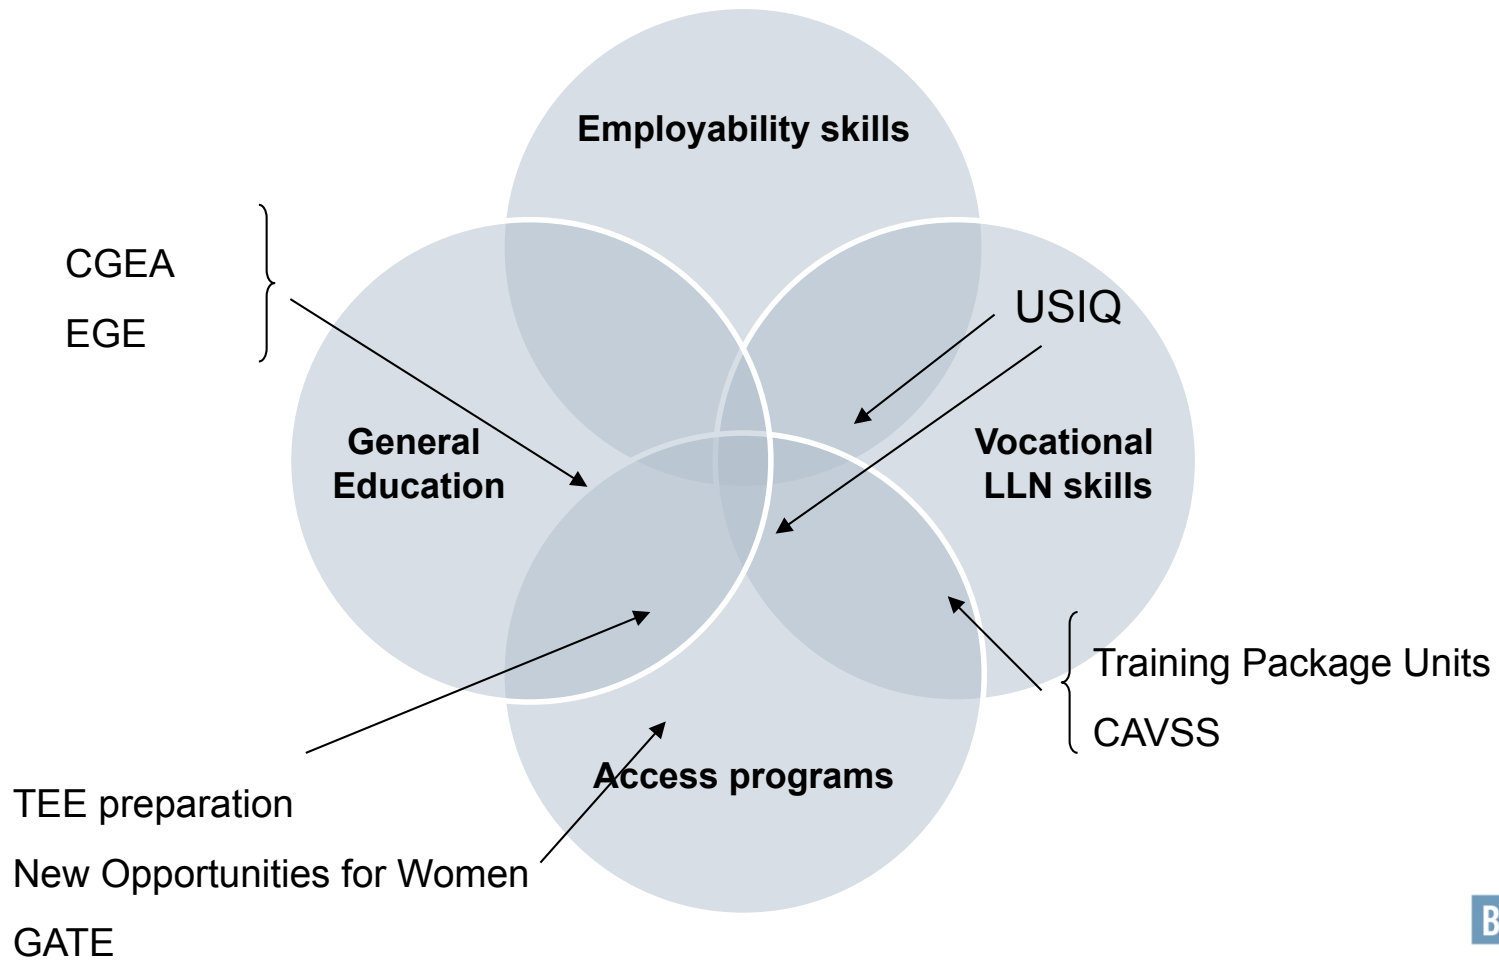 Employability skills
CGEA
EGE
USIQ
General
Education
Vocational
LLN skills
Training Package Units
CAVSS
Access programs
TEE preparation
New Opportunities for Women
GATE
B